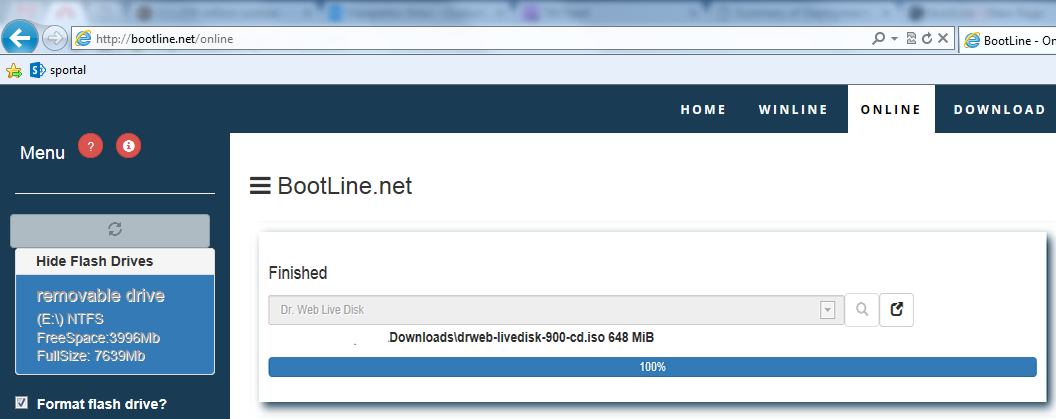 http://bootline.net/online
BootLine - On
sportal
HOME WINLINE ONLINE DOWNLOAD
Menu ? i
BootLine.net
Hide Flash Drives
removable drive
(E:\) NTFS
FreeSpace:3996Mb
FullSize: 7639Mb
Format flash drive?
Finished
Dr. Web Live Disk
.Downloads\drweb-livedisk-900-cd.iso 648 MiB
100%